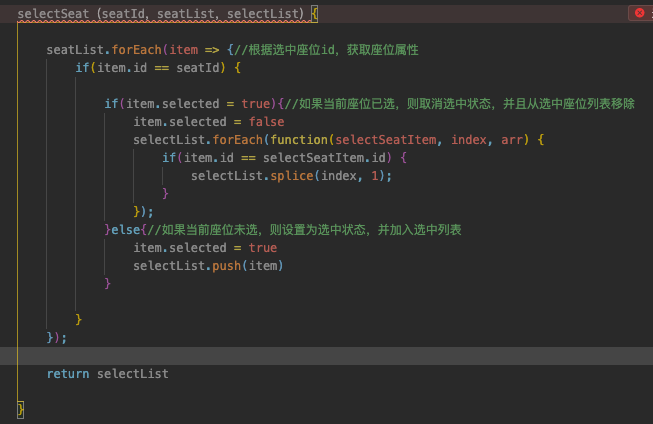 selectSeat (seatId, seatList, selectList) {
seatList.forEach(item => {//根据选中座位id，获取座位属性
if(item.id == seatId) {
if(item.selected = true){//如果当前座位已选，则取消选中状态，并且从选中座位列表移除
item.selected = false
selectList.forEach(function(selectSeatItem, index, arr) {
if(item.id == selectSeatItem.id) {
selectList.splice(index, 1);
}
});
}else{//如果当前座位未选，则设置为选中状态，并加入选中列表
item.selected = true
selectList.push(item)
}
}
});
return selectList
}